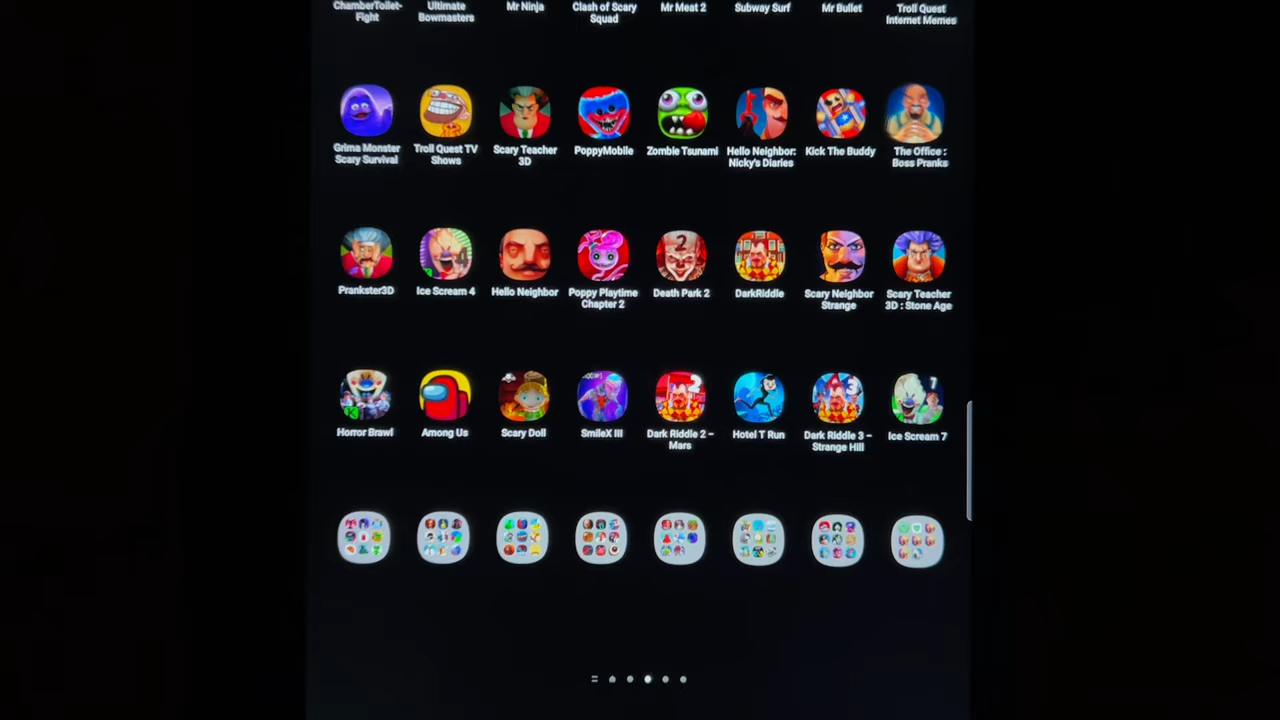 ChamberToilet-
Fight
Ultimate
Bowmasters
Mr Ninja
Clash of Scary
Squad
Mr Meat 2
Subway Surf
Mr Bullet
Troll Quest
Internet Memes
Grima Monster
Scary Survival
Troll Quest TV
Shows
Scary Teacher
3D
PoppyMobile
Zombie Tsunami
Hello Neighbor:
Nicky's Diaries
Kick The Buddy
The Office :
Boss Pranks
Prankster3D
Ice Scream 4
Hello Neighbor
Poppy Playtime
Chapter 2
2
Death Park 2
DarkRiddle
Scary Neighbor
Strange
Scary Teacher
3D : Stone Age
Horror Brawl
Among Us
Scary Doll
SmileX III
2
Dark Riddle 2 –
Mars
Hotel T Run
3
Dark Riddle 3 –
Strange Hill
7
Ice Scream 7